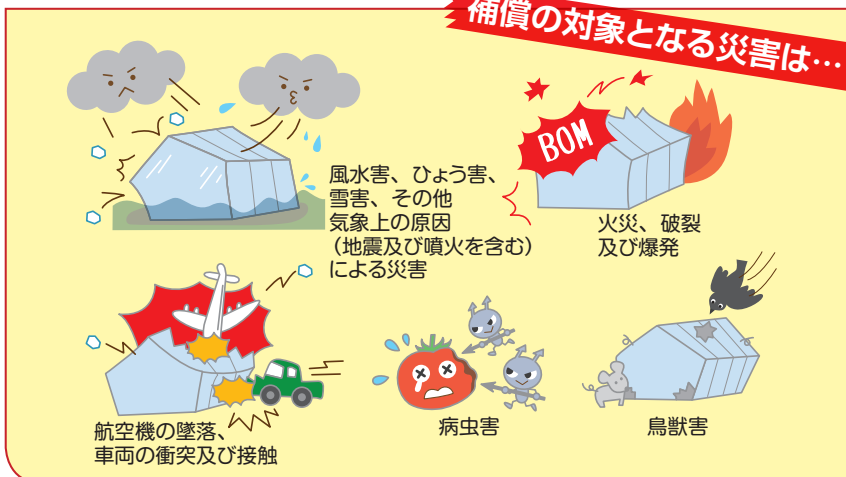 補償の対象となる災害は…
風水害、ひょう害、
雪害、その他
気象上の原因
（地震及び噴火を含む）
による災害
BOM
火災、破裂
及び爆発
航空機の墜落、
車両の衝突及び接触
病虫害
鳥獣害